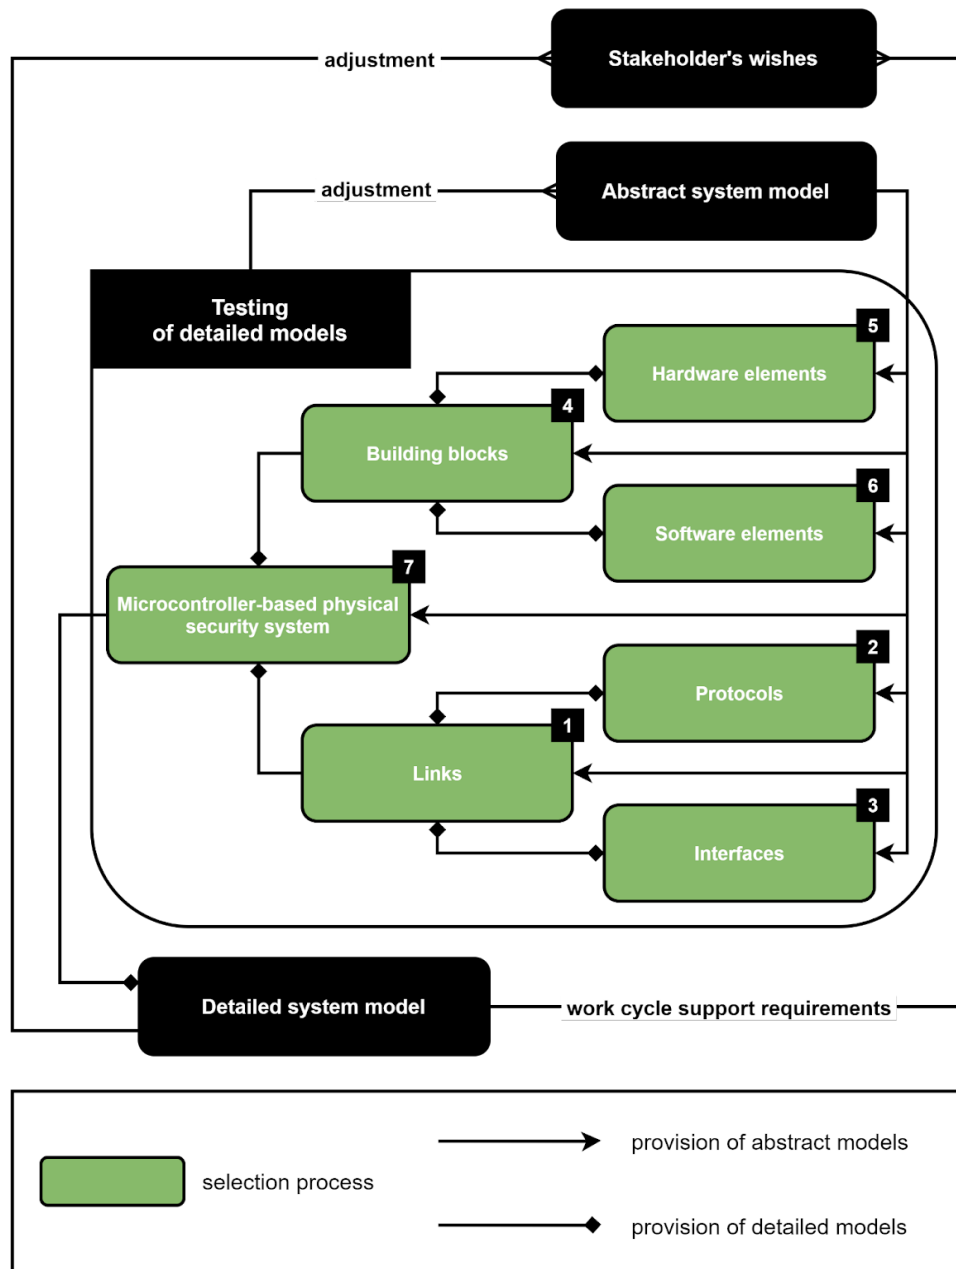 adjustment
Stakeholder's wishes
adjustment
Abstract system model
Testing
of detailed models
5
Hardware elements
4
Building blocks
6
Software elements
7
Microcontroller-based physical
security system
2
Protocols
1
Links
3
Interfaces
Detailed system model
work cycle support requirements
selection process
provision of abstract models
provision of detailed models